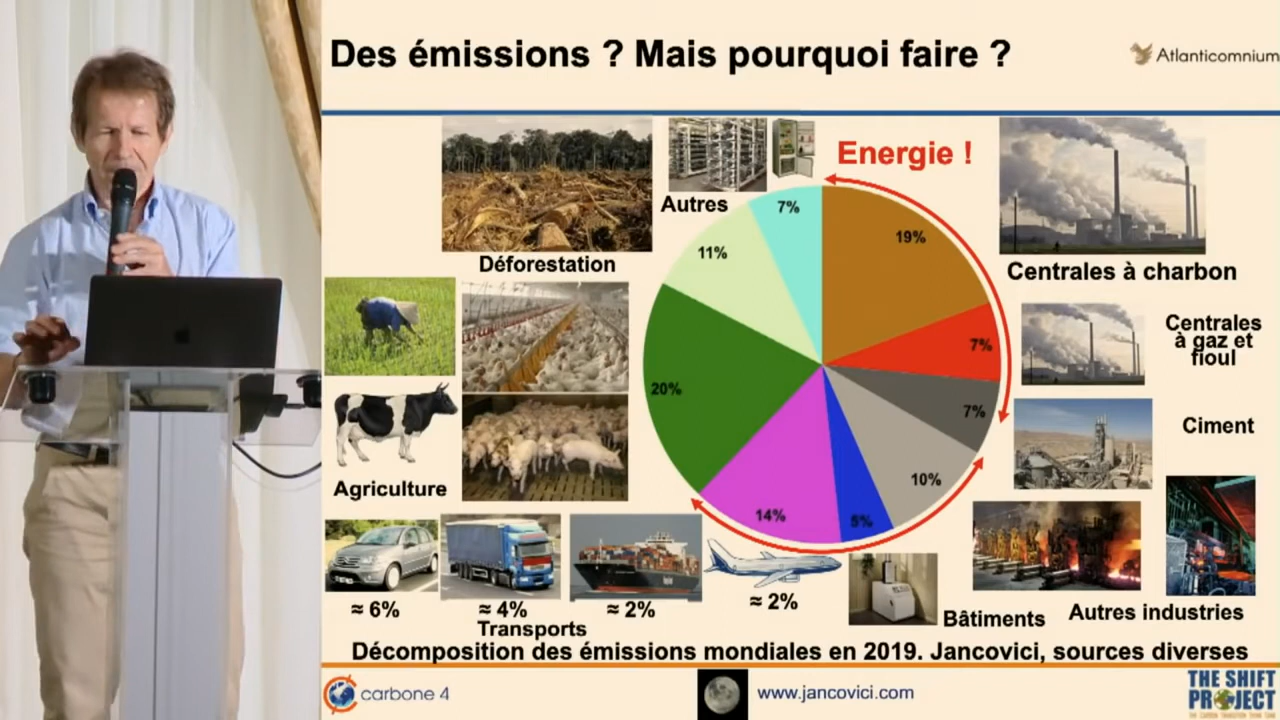 Des émissions ? Mais pourquoi faire ?
Atlanticomnium
Energie !
Autres
7%
19%
11%
Déforestation
Centrales à charbon
Centrales
à gaz et
fioul
7%
20%
7%
Ciment
10%
Agriculture
14%
5%
≈ 6%
≈ 4%
≈ 2%
≈ 2%
Transports
Bâtiments
Autres industries
Décomposition des émissions mondiales en 2019. Jancovici, sources diverses
carbone 4
www.jancovici.com
THE SHIFT
PROJECT